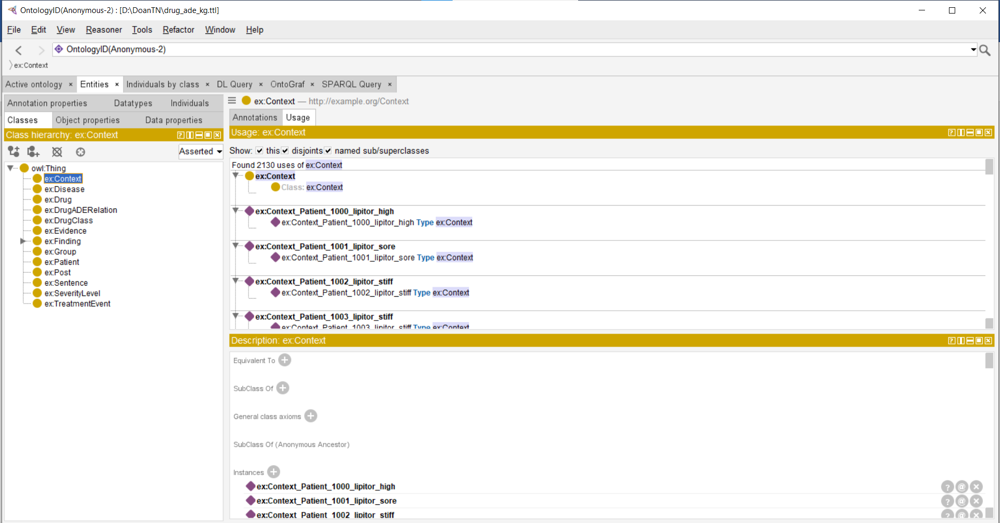 OntologyID(Anonymous-2) : [D:\DoanTN\drug_ade_kg.ttl]
File Edit View Reasoner Tools Refactor Window Help
OntologyID(Anonymous-2)
ex:Context
Active ontology × Entities × Individuals by class × DL Query × OntoGraf × SPARQL Query ×
Annotation properties Datatypes Individuals
Classes Object properties Data properties
Class hierarchy: ex:Context
Asserted
owl:Thing
ex:Context
ex:Disease
ex:Drug
ex:DrugADERelation
ex:DrugClass
ex:Evidence
ex:Finding
ex:Group
ex:Patient
ex:Post
ex:Sentence
ex:SeverityLevel
ex:TreatmentEvent
ex:Context — http://example.org/Context
Annotations Usage
Usage: ex:Context
Show: this disjoints named sub/superclasses
Found 2130 uses of ex:Context
ex:Context
Class: ex:Context
ex:Context_Patient_1000_lipitor_high
ex:Context_Patient_1000_lipitor_high Type ex:Context
ex:Context_Patient_1001_lipitor_sore
ex:Context_Patient_1001_lipitor_sore Type ex:Context
ex:Context_Patient_1002_lipitor_stiff
ex:Context_Patient_1002_lipitor_stiff Type ex:Context
ex:Context_Patient_1003_lipitor_stiff
ex:Context_Patient_1003_lipitor_stiff Type ex:Context
Description: ex:Context
Equivalent To
SubClass Of
General class axioms
SubClass Of (Anonymous Ancestor)
Instances
ex:Context_Patient_1000_lipitor_high
ex:Context_Patient_1001_lipitor_sore
ex:Context_Patient_1002_lipitor_stiff